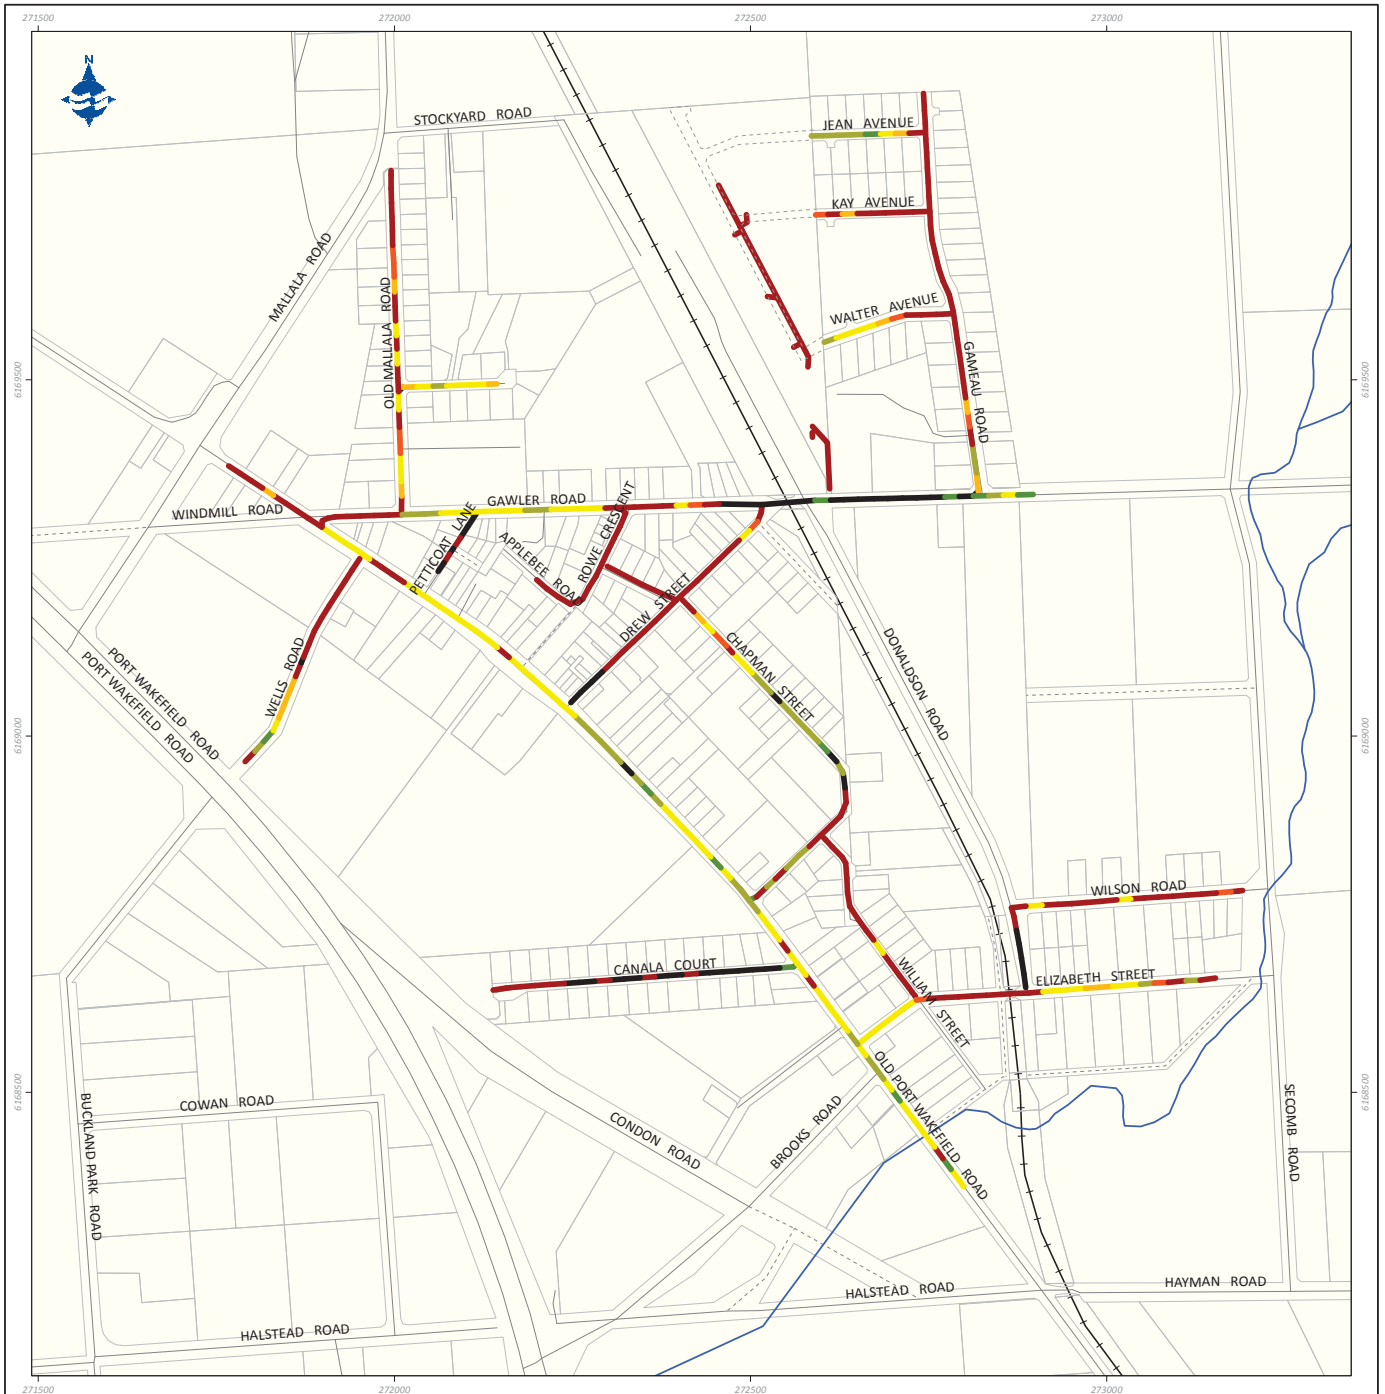 271500 272000 272500 273000
N
STOCKYARD ROAD
JEAN AVENUE
KAY AVENUE
MALLALA ROAD
OLD MALLALA ROAD
WALTER AVENUE
GAMEAU ROAD
6169500 6169500
GAWLER ROAD
WINDMILL ROAD
PETTICOAT LANE
APPLEBEE ROAD
ROWE CRESCENT
DREW STREET
CHAPMAN STREET
DONALDSON ROAD
WELLS ROAD
PORT WAKEFIELD ROAD
PORT WAKEFIELD ROAD
6169000 6169000
WILSON ROAD
CANALA COURT
WILLIAM STREET
ELIZABETH STREET
OLD PORT WAKEFIELD ROAD
6168500 6168500
COWAN ROAD
BUCKLAND PARK ROAD
CONDON ROAD
BROOKS ROAD
SECOMB ROAD
HALSTEAD ROAD
HAYMAN ROAD
HALSTEAD ROAD
271500 272000 272500 273000